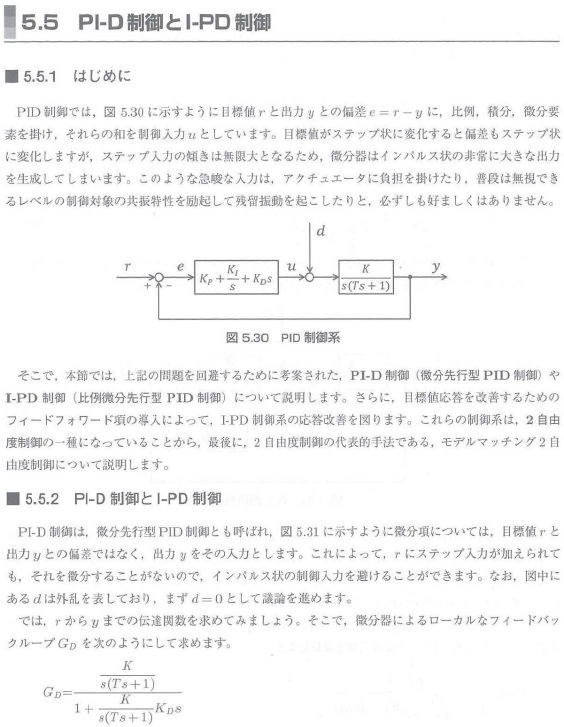 5.5 PI-D制御とI-PD制御
■ 5.5.1 はじめに
PID 制御では，図 5.30 に示すように目標値 r と出力 y との偏差 e = r − y に，比例，積分，微分要
素を掛け，それらの和を制御入力 u としています。目標値がステップ状に変化すると偏差もステップ状
に変化しますが，ステップ入力の傾きは無限大となるため，微分器はインパルス状の非常に大きな出力
を生成してしまいます。このような急峻な入力は，アクチュエータに負担を掛けたり，普段は無視でき
るレベルの制御対象の共振特性を励起して残留振動を起こしたりと，必ずしも好ましくはありません。
d
r e K_P + K_I/s + K_D s u K/(s(Ts + 1)) y
+ −
図 5.30 PID 制御系
そこで，本節では，上記の問題を回避するために考案された，PI-D 制御（微分先行型 PID 制御）や
I-PD 制御（比例微分先行型 PID 制御）について説明します。さらに，目標値応答を改善するための
フィードフォワード項の導入によって，I-PD 制御系の応答改善を図ります。これらの制御系は，2 自由
度制御の一種になっていることから，最後に，2 自由度制御の代表的手法である，モデルマッチング 2 自
由度制御について説明します。
■ 5.5.2 PI-D 制御と I-PD 制御
PI-D 制御は，微分先行型 PID 制御とも呼ばれ，図 5.31 に示すように微分項については，目標値 r と
出力 y との偏差ではなく，出力 y をその入力とします。これによって，r にステップ入力が加えられて
も，それを微分することがないので，インパルス状の制御入力を避けることができます。なお，図中に
ある d は外乱を表しており，まず d = 0 として議論を進めます。
では，r から y までの伝達関数を求めてみましょう。そこで，微分器によるローカルなフィードバッ
クループ G_D を次のようにして求めます。
G_D = (K/(s(Ts + 1)))/(1 + K/(s(Ts + 1)) K_D s)